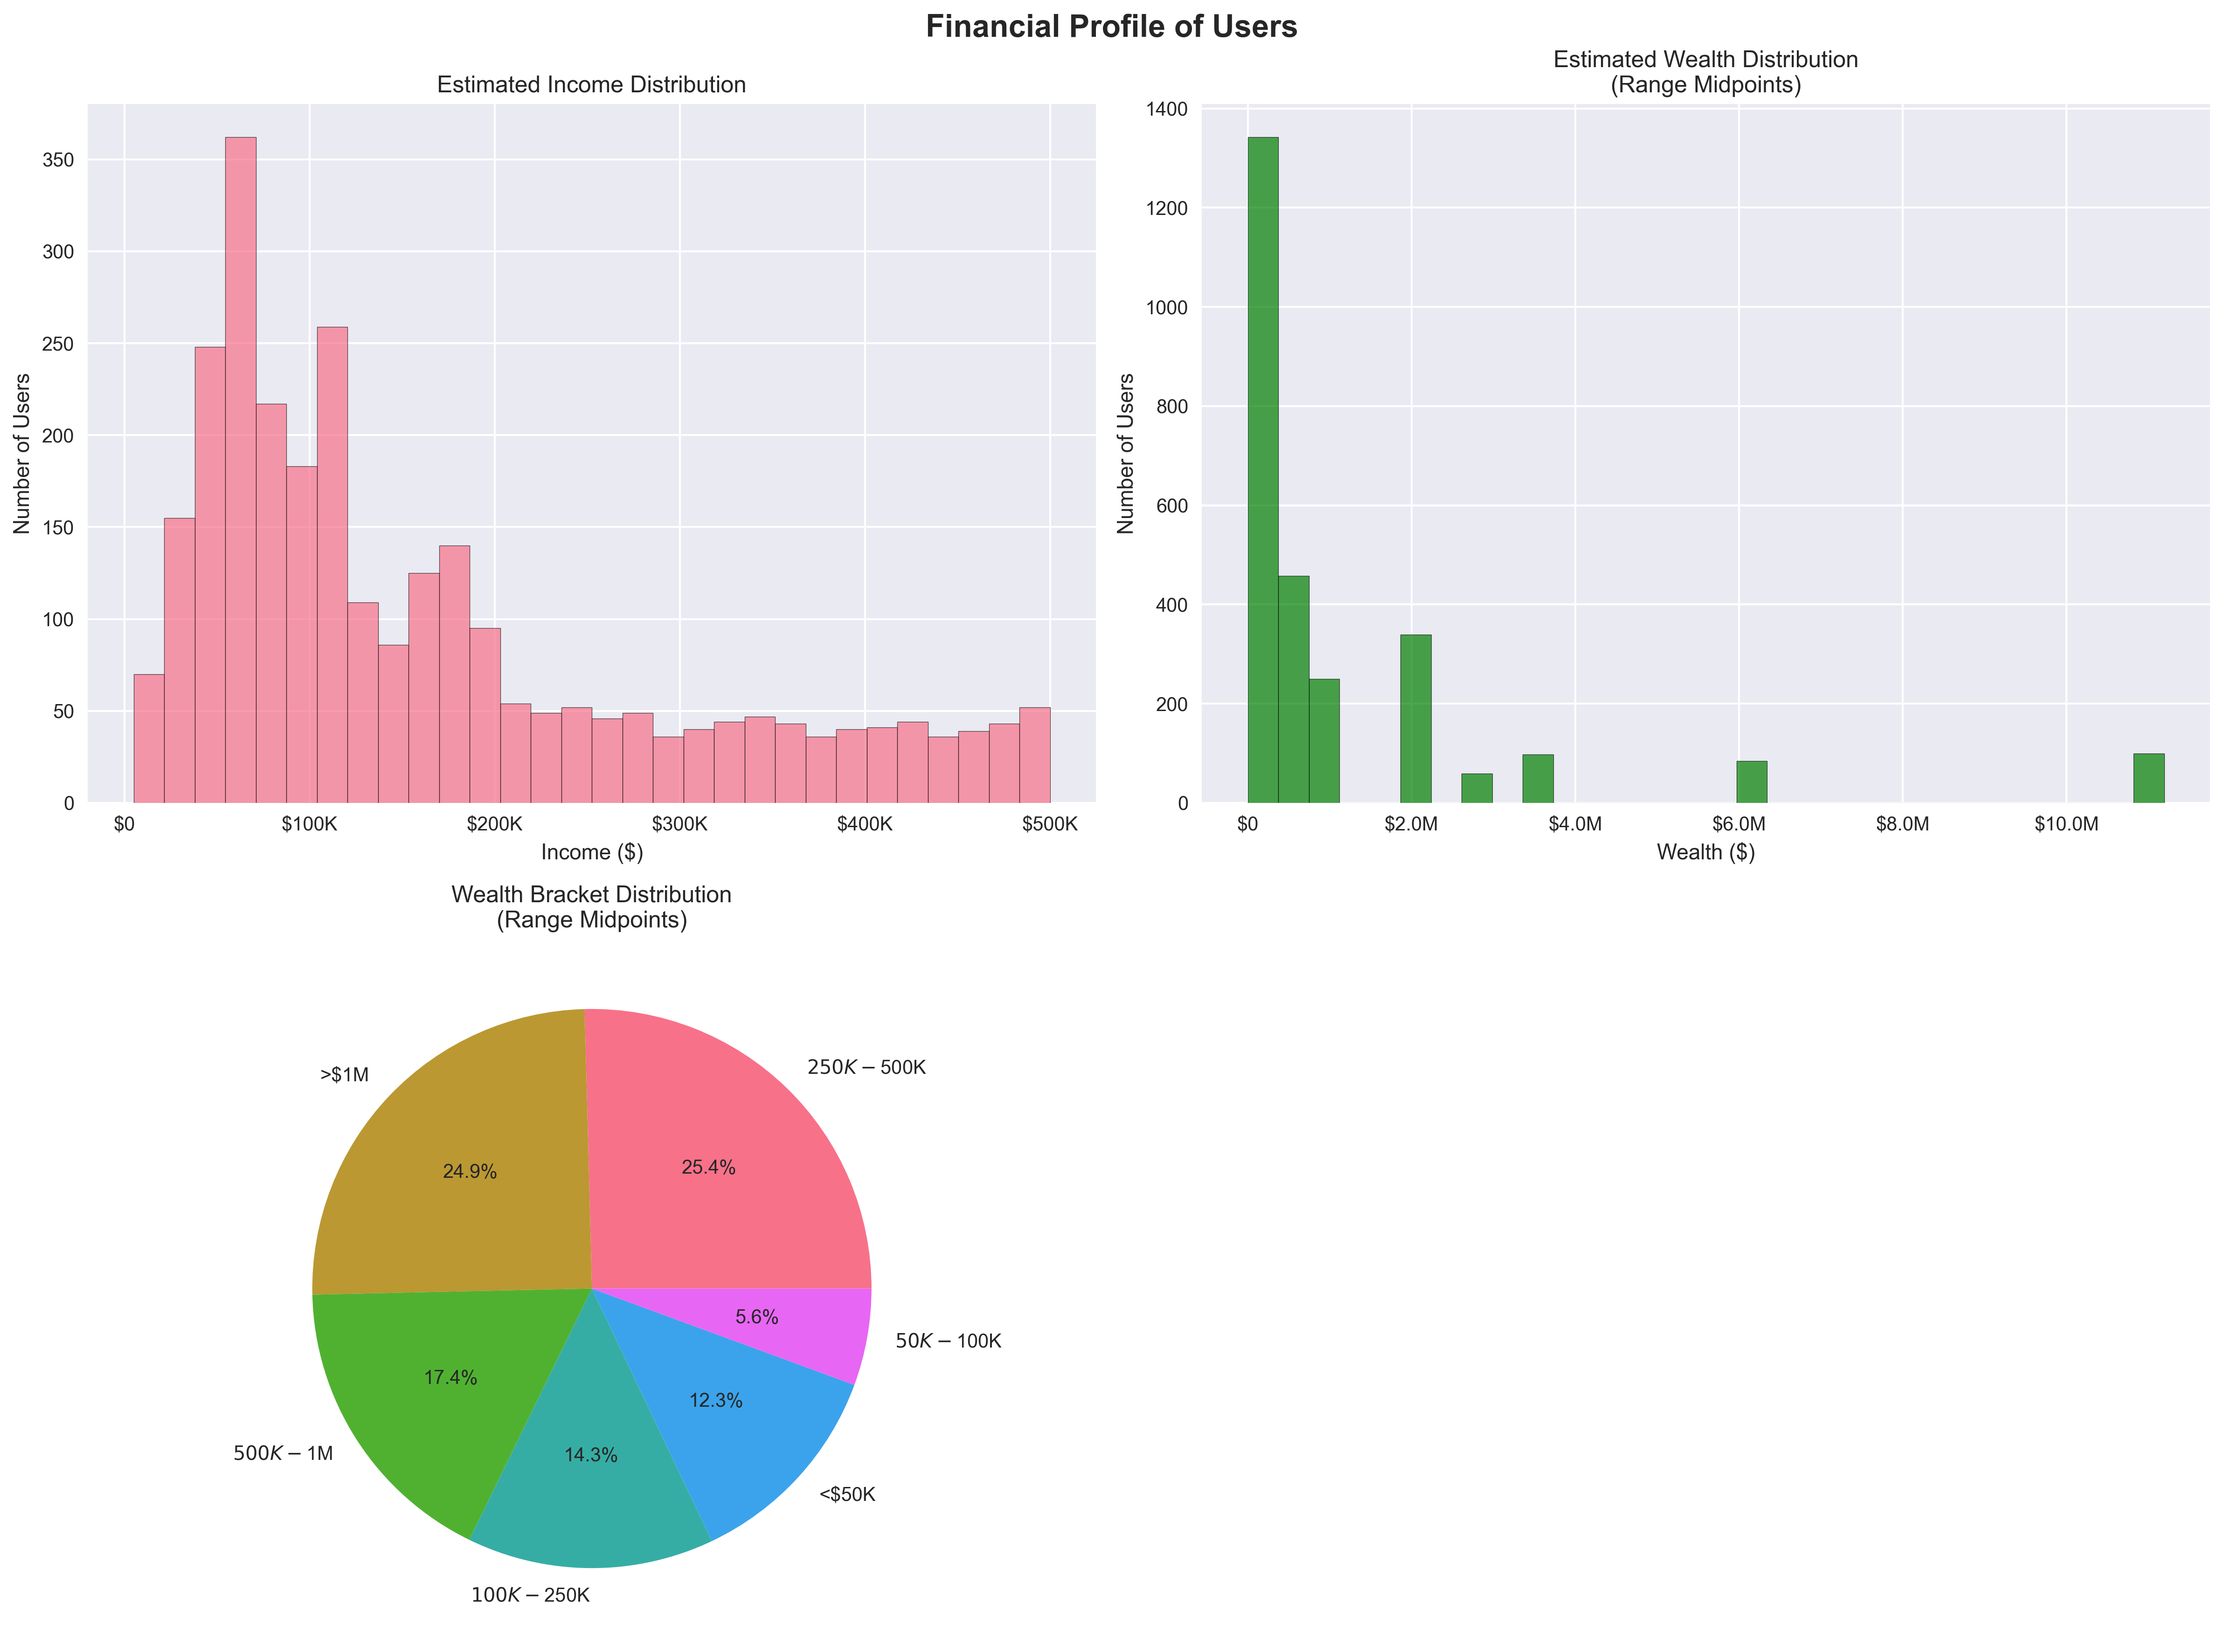 Financial Profile of Users
Estimated Income Distribution
Number of Users
350
300
250
200
150
100
50
0
$0
$100K
$200K
$300K
$400K
$500K
Income ($)
Estimated Wealth Distribution
(Range Midpoints)
Number of Users
1400
1200
1000
800
600
400
200
0
$0
$2.0M
$4.0M
$6.0M
$8.0M
$10.0M
Wealth ($)
Wealth Bracket Distribution
(Range Midpoints)
>$1M
250K − 500K
24.9%
25.4%
5.6%
50K − 100K
17.4%
12.3%
500K − 1M
14.3%
<$50K
100K − 250K